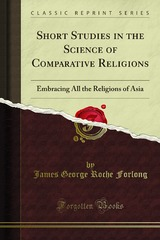 CLASSIC REPRINT SERIES
SHORT STUDIES IN THE
SCIENCE OF
COMPARATIVE RELIGIONS
Embracing All the Religions of Asia
by
James George Roche Forlong
Forgotten Books